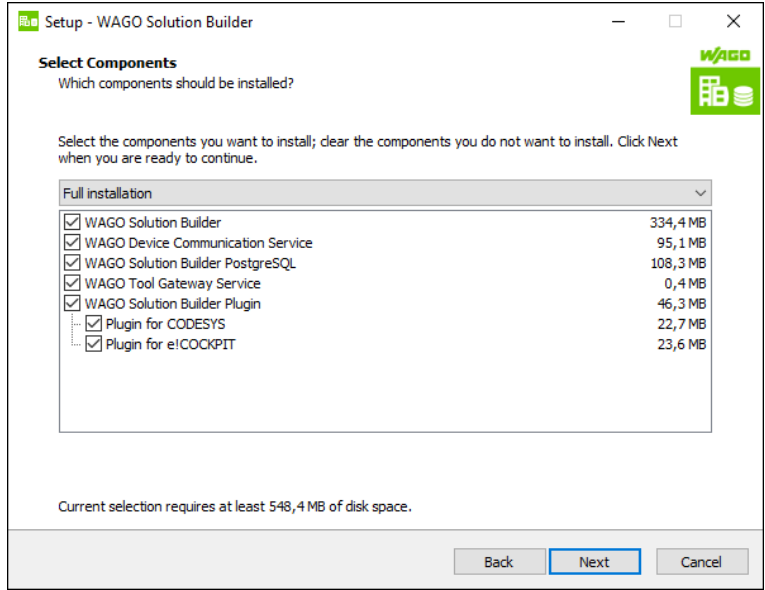 Setup - WAGO Solution Builder
Select Components
Which components should be installed?
WAGO
Select the components you want to install; clear the components you do not want to install. Click Next
when you are ready to continue.
Full installation
WAGO Solution Builder 334,4 MB
WAGO Device Communication Service 95,1 MB
WAGO Solution Builder PostgreSQL 108,3 MB
WAGO Tool Gateway Service 0,4 MB
WAGO Solution Builder Plugin 46,3 MB
Plugin for CODESYS 22,7 MB
Plugin for e!COCKPIT 23,6 MB
Current selection requires at least 548,4 MB of disk space.
Back Next Cancel